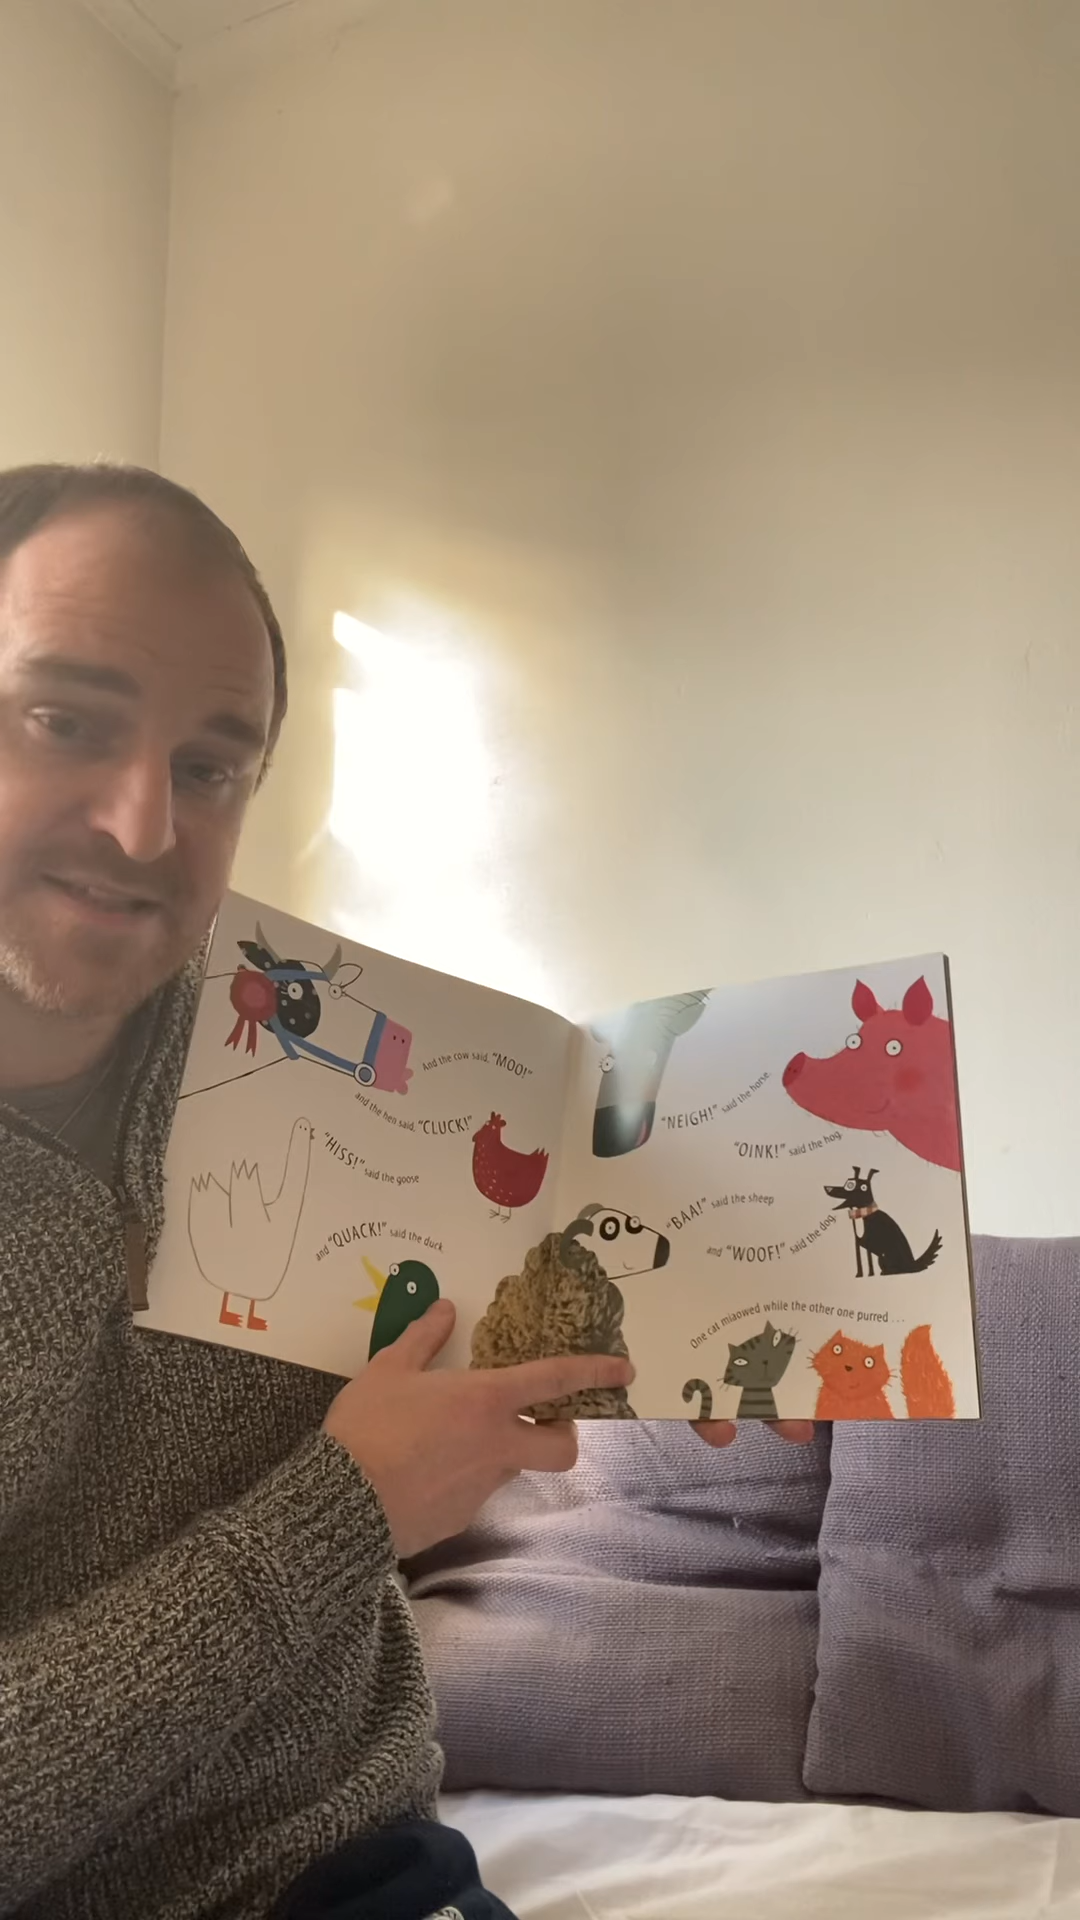 And the cow said, "MOO!"
and the hen said, "CLUCK!"
"HISS!" said the goose
and "QUACK!" said the duck.
"NEIGH!" said the horse.
"OINK!" said the hog.
"BAA!" said the sheep
and "WOOF!" said the dog.
One cat miaowed while the other one purred . . .